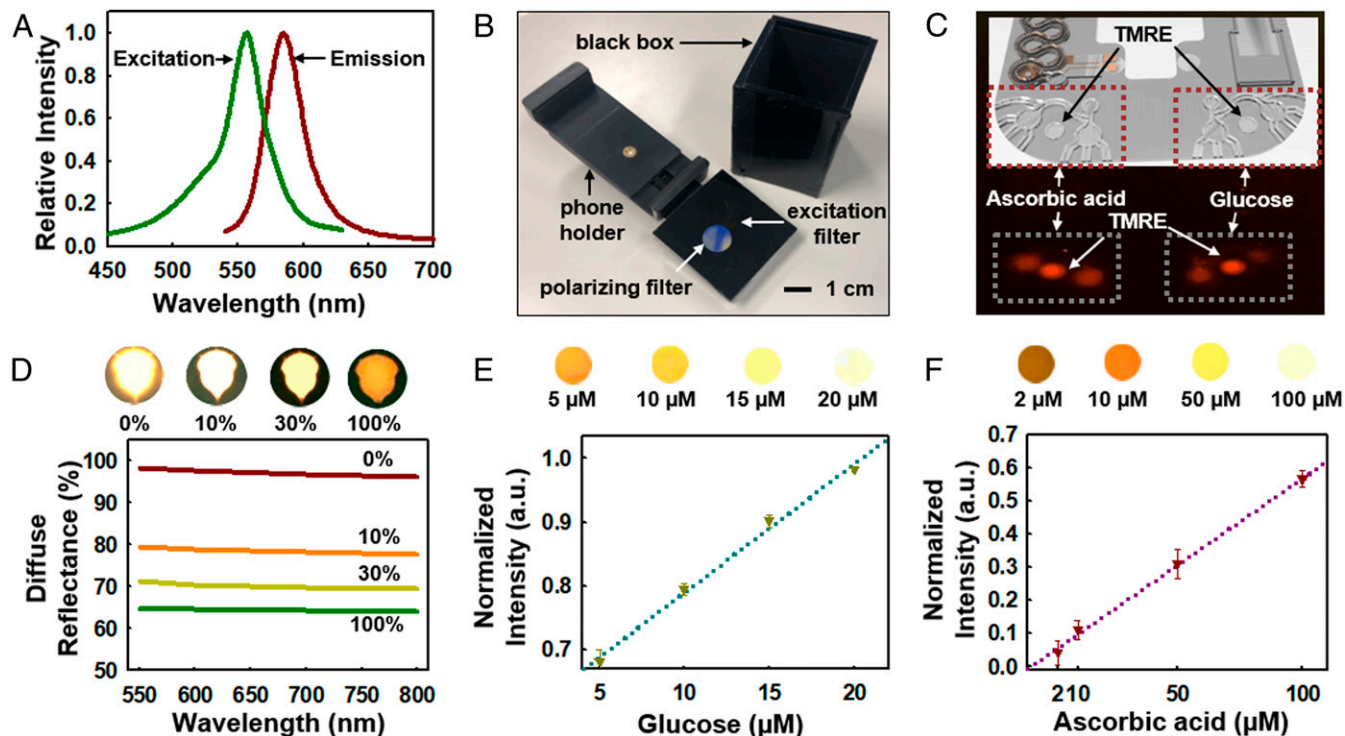 A
Relative Intensity
1.0
0.8
0.6
0.4
0.2
0.0
Excitation
Emission
450 500 550 600 650 700
Wavelength (nm)
B
black box
phone
holder
excitation
filter
polarizing filter
1 cm
C
TMRE
Ascorbic acid
Glucose
TMRE
D
0% 10% 30% 100%
Diffuse
Reflectance (%)
100
90
80
70
60
50
0%
10%
30%
100%
550 600 650 700 750 800
Wavelength (nm)
E
5 µM 10 µM 15 µM 20 µM
Normalized
Intensity (a.u.)
1.0
0.9
0.8
0.7
5 10 15 20
Glucose (µM)
F
2 µM 10 µM 50 µM 100 µM
Normalized
Intensity (a.u.)
0.7
0.6
0.5
0.4
0.3
0.2
0.1
0.0
210 50 100
Ascorbic acid (µM)